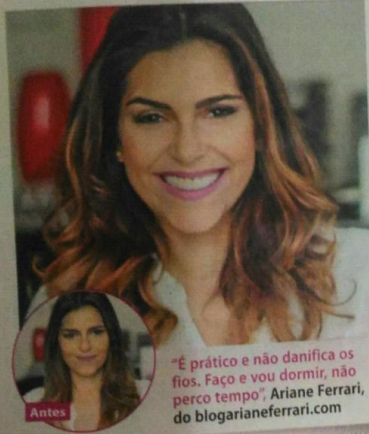 Antes
"É prático e não danifica os
fios. Faço e vou dormir, não
perco tempo", Ariane Ferrari,
do blogarianeferrari.com